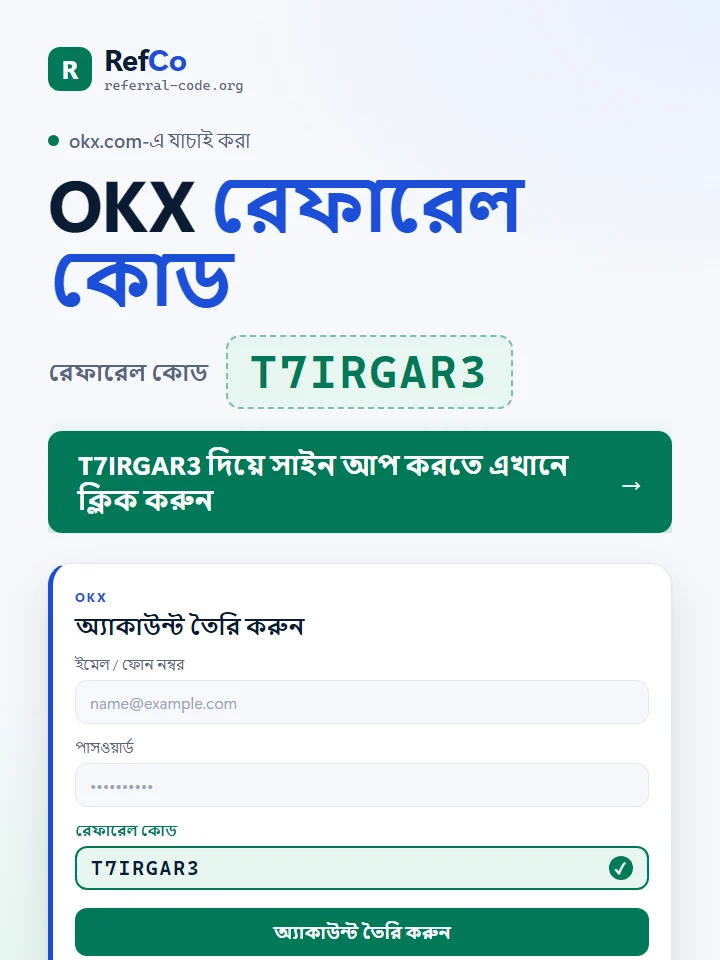 R
RefCo
referral-code.org
okx.com-এ যাচাই করা
OKX রেফারেল
কোড
রেফারেল কোড
T7IRGAR3
T7IRGAR3 দিয়ে সাইন আপ করতে এখানে
ক্লিক করুন →
OKX
অ্যাকাউন্ট তৈরি করুন
ইমেল / ফোন নম্বর
name@example.com
পাসওয়ার্ড
••••••••••
রেফারেল কোড
T7IRGAR3
অ্যাকাউন্ট তৈরি করুন